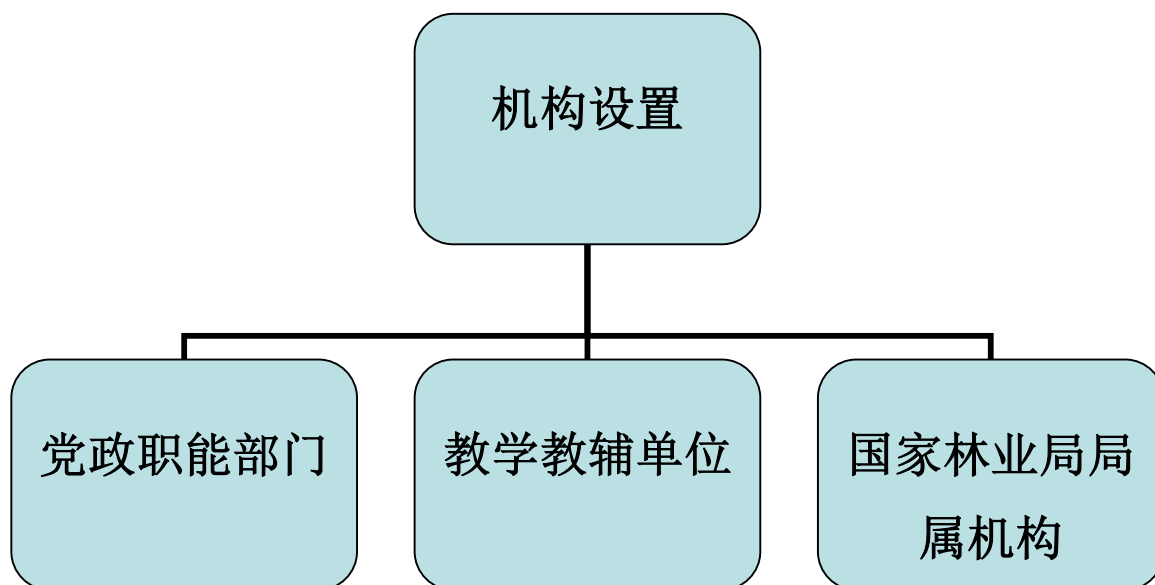 机构设置
党政职能部门
教学教辅单位
国家林业局局
属机构